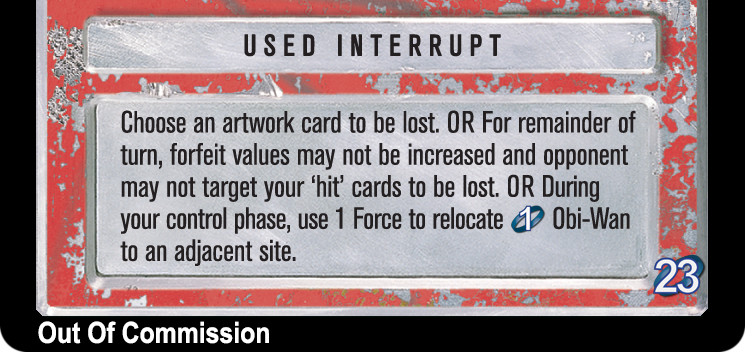 USED INTERRUPT
Choose an artwork card to be lost. OR For remainder of
turn, forfeit values may not be increased and opponent
may not target your ‘hit’ cards to be lost. OR During
your control phase, use 1 Force to relocate 1 Obi-Wan
to an adjacent site.
23
Out Of Commission